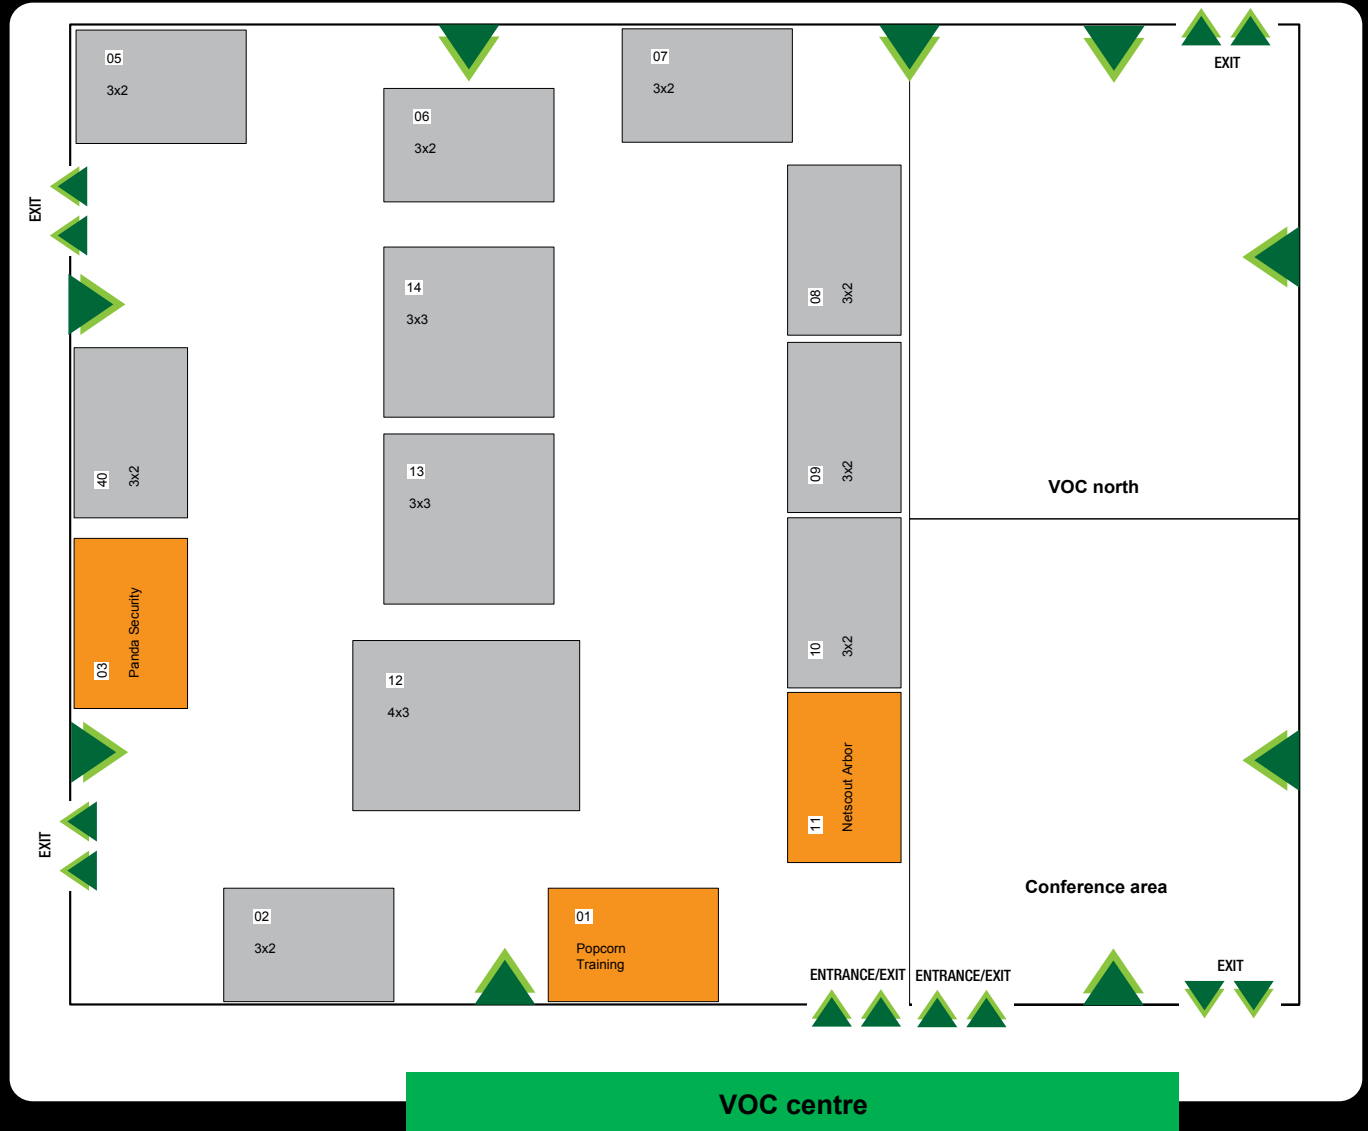 05
3x2
07
3x2
EXIT
06
3x2
EXIT
14
3x3
08
3x2
40
3x2
13
3x3
09
3x2
VOC north
03
Panda Security
12
4x3
10
3x2
11
Netscout Arbor
EXIT
Conference area
02
3x2
01
Popcorn
Training
ENTRANCE/EXIT
ENTRANCE/EXIT
EXIT
VOC centre